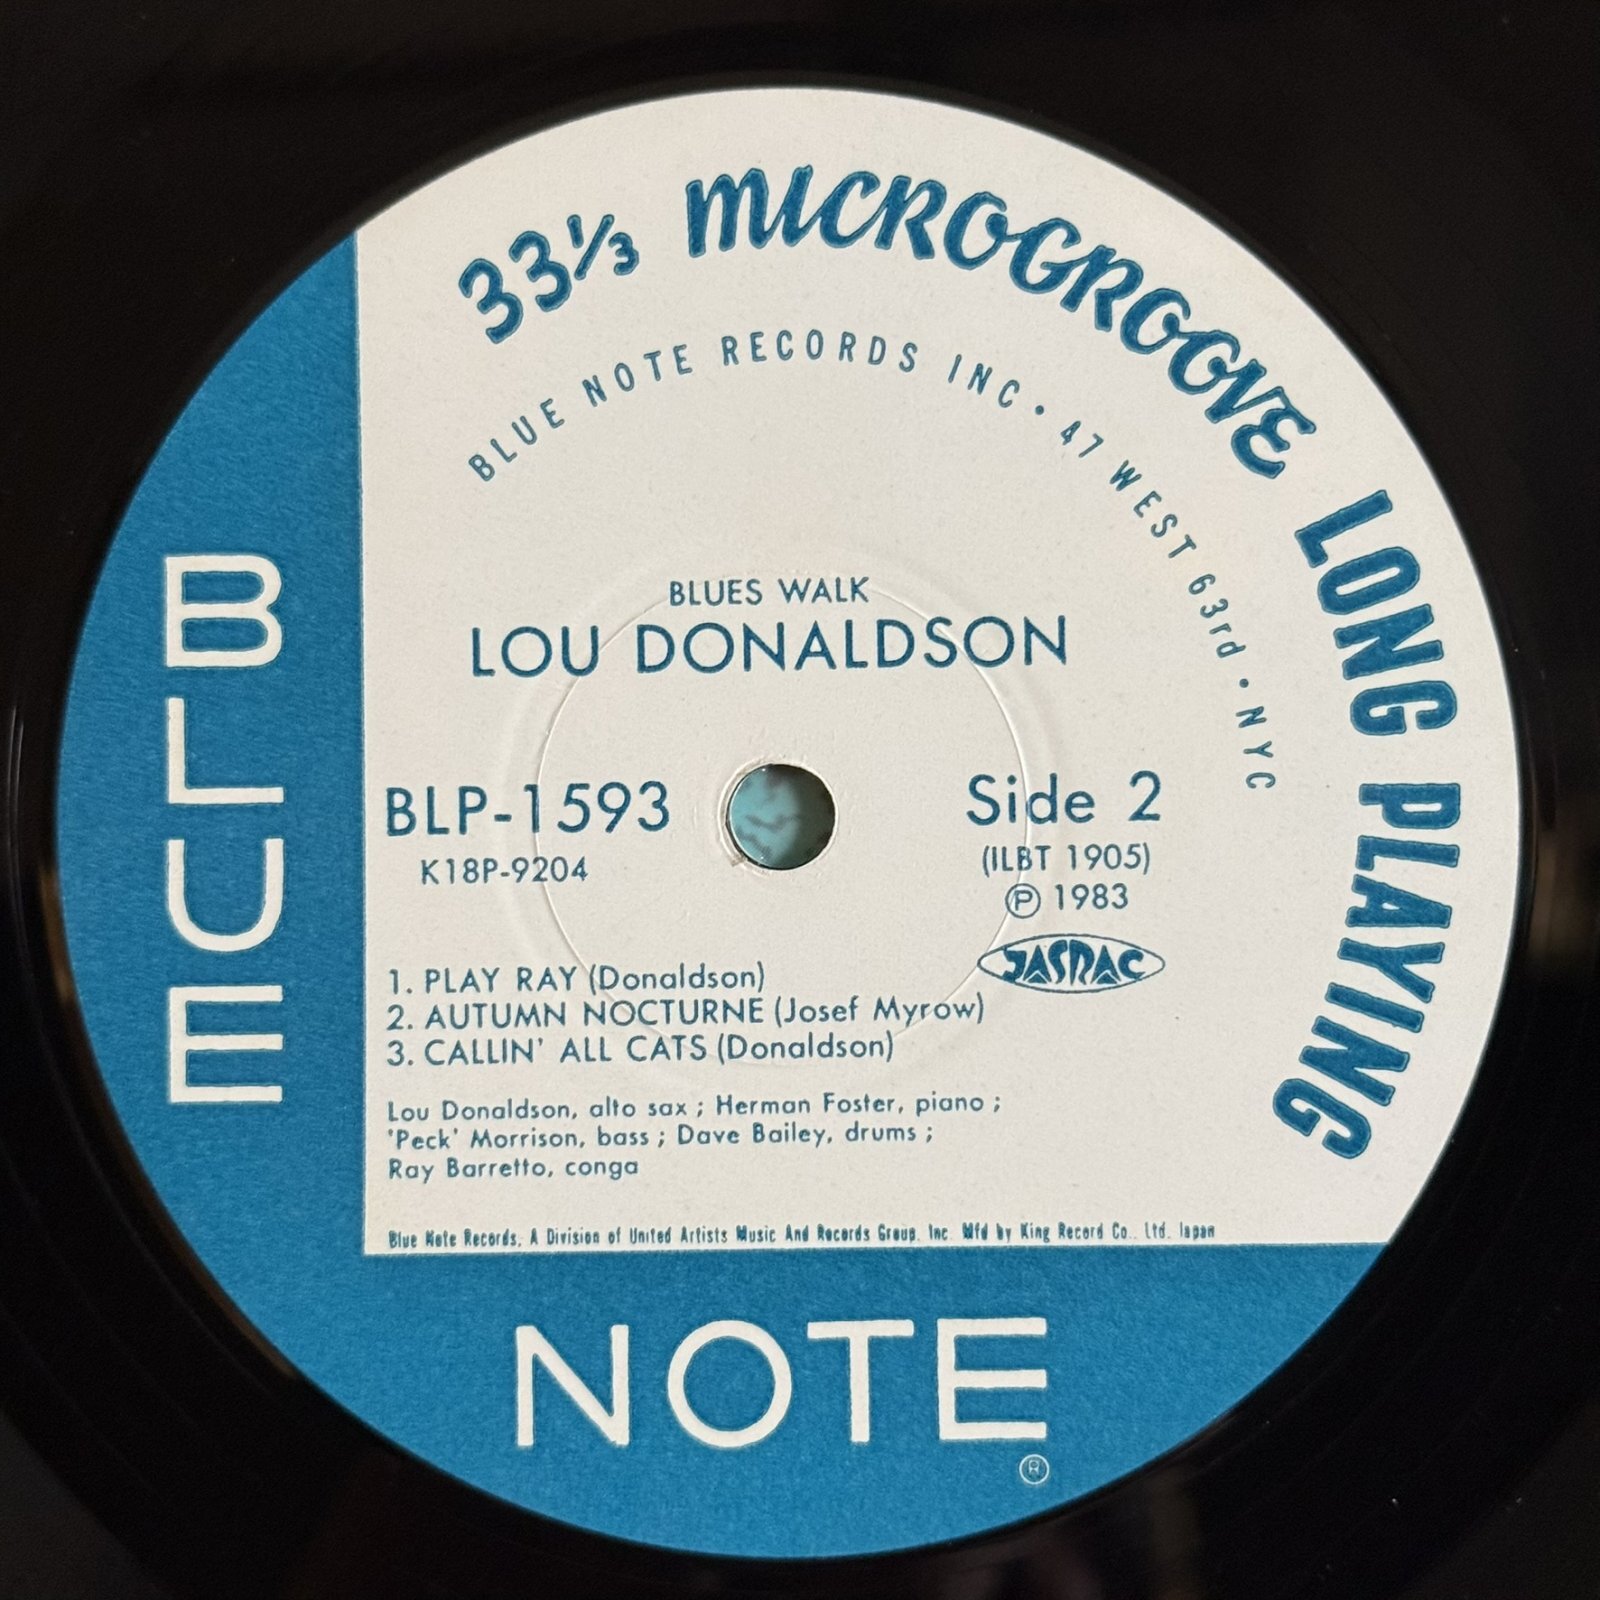 33⅓ MICROGROOVE LONG PLAYING
BLUE NOTE RECORDS INC • 47 WEST 63rd • NYC
BLUES WALK
LOU DONALDSON
BLP-1593
K18P-9204
Side 2
(ILBT 1905)
Ⓟ 1983
JASRAC
1. PLAY RAY (Donaldson)
2. AUTUMN NOCTURNE (Josef Myrow)
3. CALLIN' ALL CATS (Donaldson)
Lou Donaldson, alto sax ; Herman Foster, piano ;
'Peck' Morrison, bass ; Dave Bailey, drums ;
Ray Barretto, conga
Blue Note Records, A Division of United Artists Music And Records Group, Inc. Mfd by King Record Co., Ltd. Japan
BLUE
NOTE
®